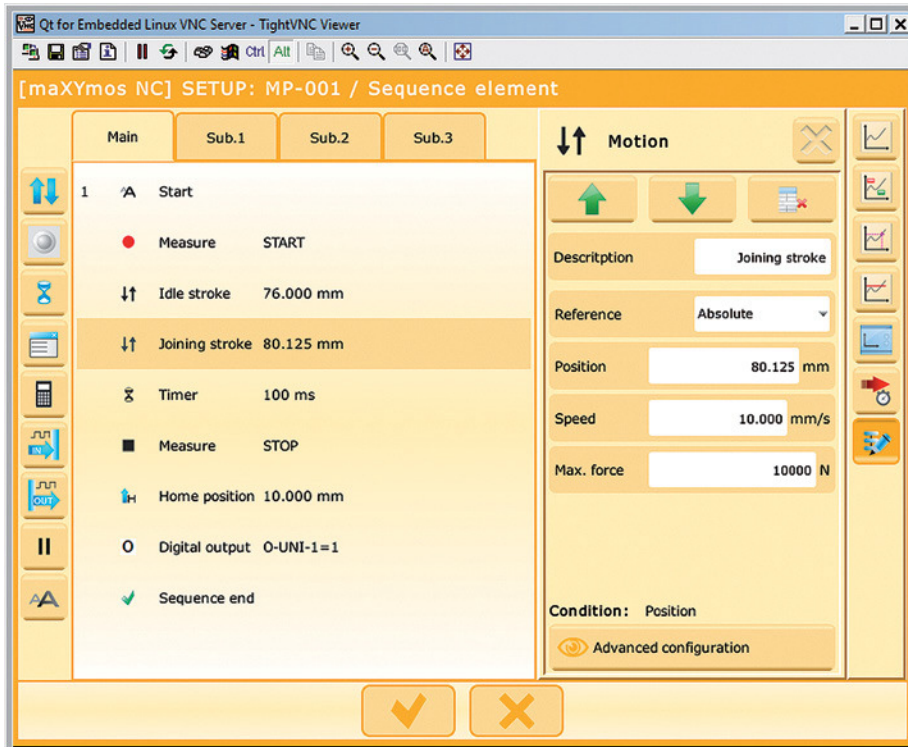 Qt for Embedded Linux VNC Server - TightVNC Viewer
Ctrl Alt
[maXYmos NC] SETUP: MP-001 / Sequence element
Main Sub.1 Sub.2 Sub.3
1 A Start
Measure START
Idle stroke 76.000 mm
Joining stroke 80.125 mm
Timer 100 ms
Measure STOP
H Home position 10.000 mm
O Digital output O-UNI-1=1
Sequence end
IN
OUT
AA
Motion
Descritption Joining stroke
Reference Absolute
Position 80.125 mm
Speed 10.000 mm/s
Max. force 10000 N
Condition: Position
Advanced configuration